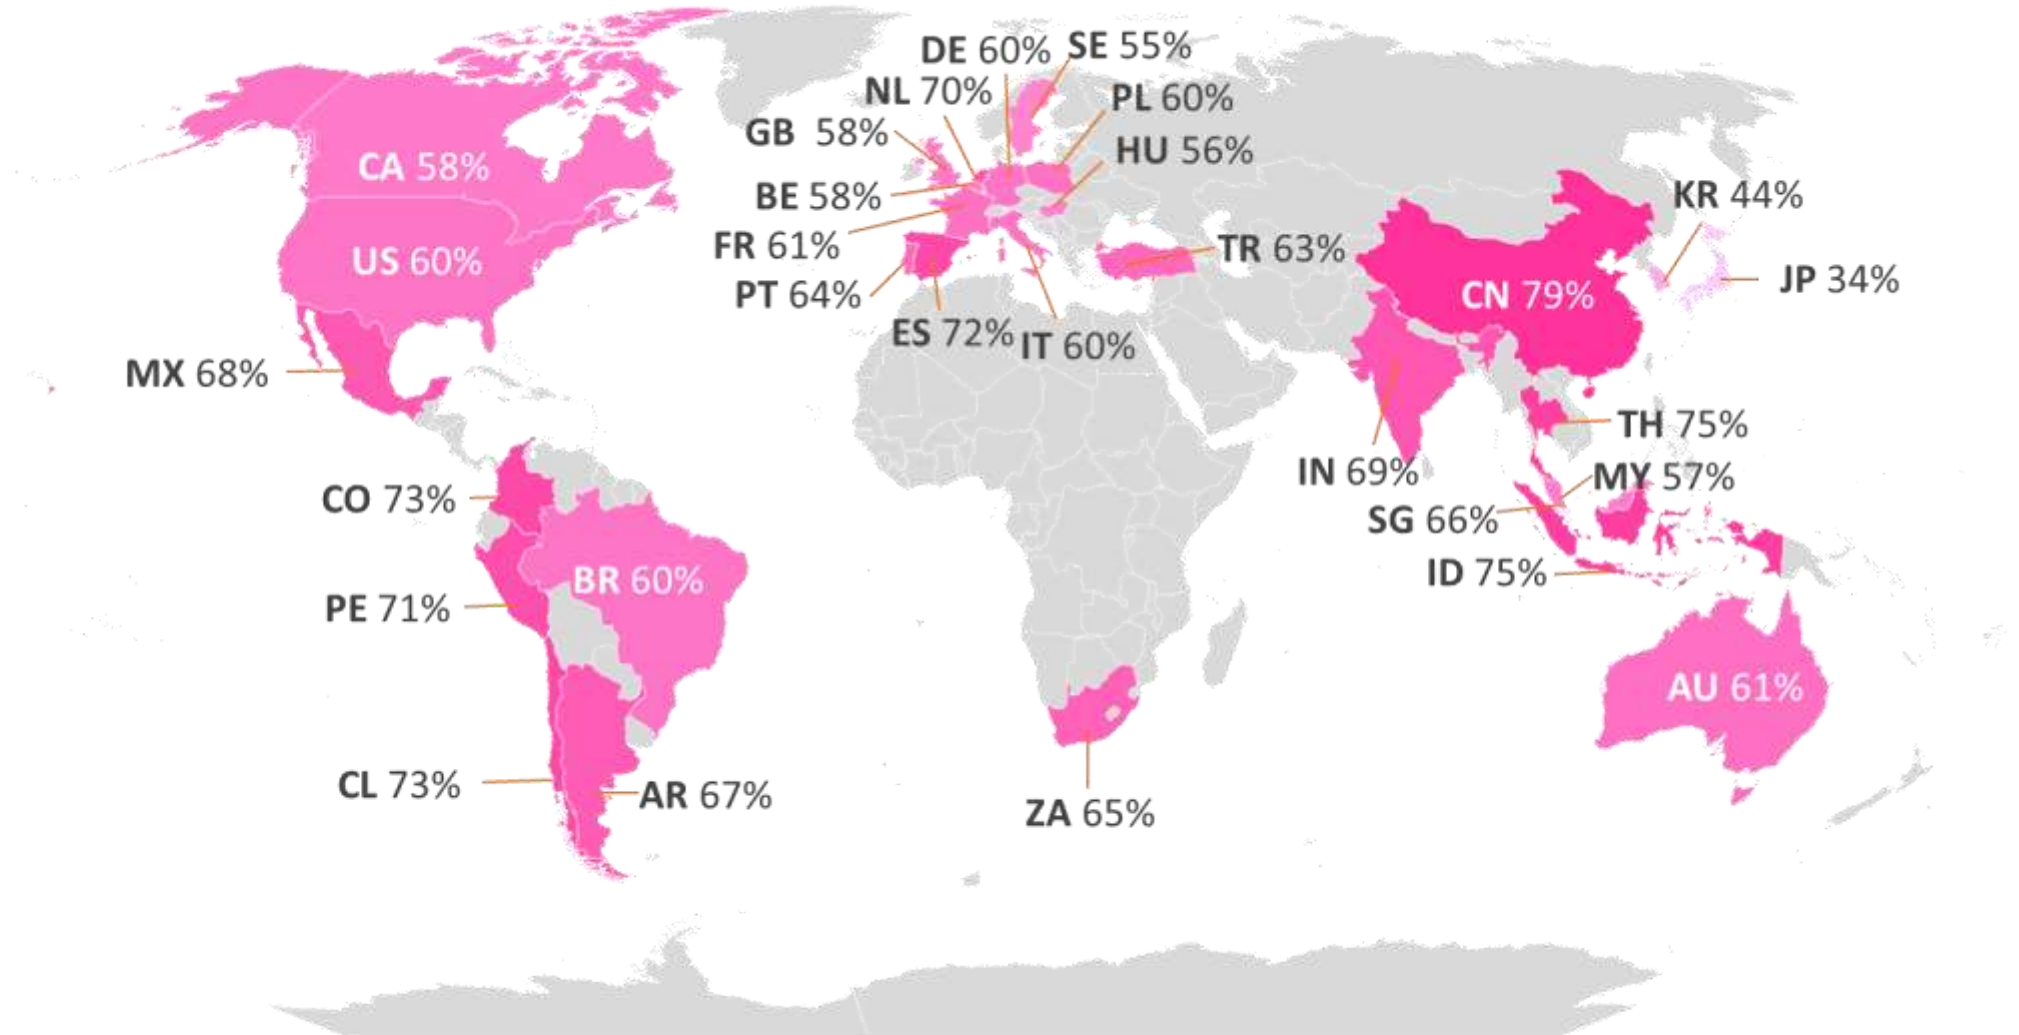 DE 60%
SE 55%
NL 70%
PL 60%
GB 58%
HU 56%
CA 58%
BE 58%
KR 44%
FR 61%
TR 63%
US 60%
JP 34%
PT 64%
CN 79%
ES 72%
IT 60%
MX 68%
TH 75%
IN 69%
MY 57%
CO 73%
SG 66%
ID 75%
BR 60%
PE 71%
AU 61%
CL 73%
AR 67%
ZA 65%